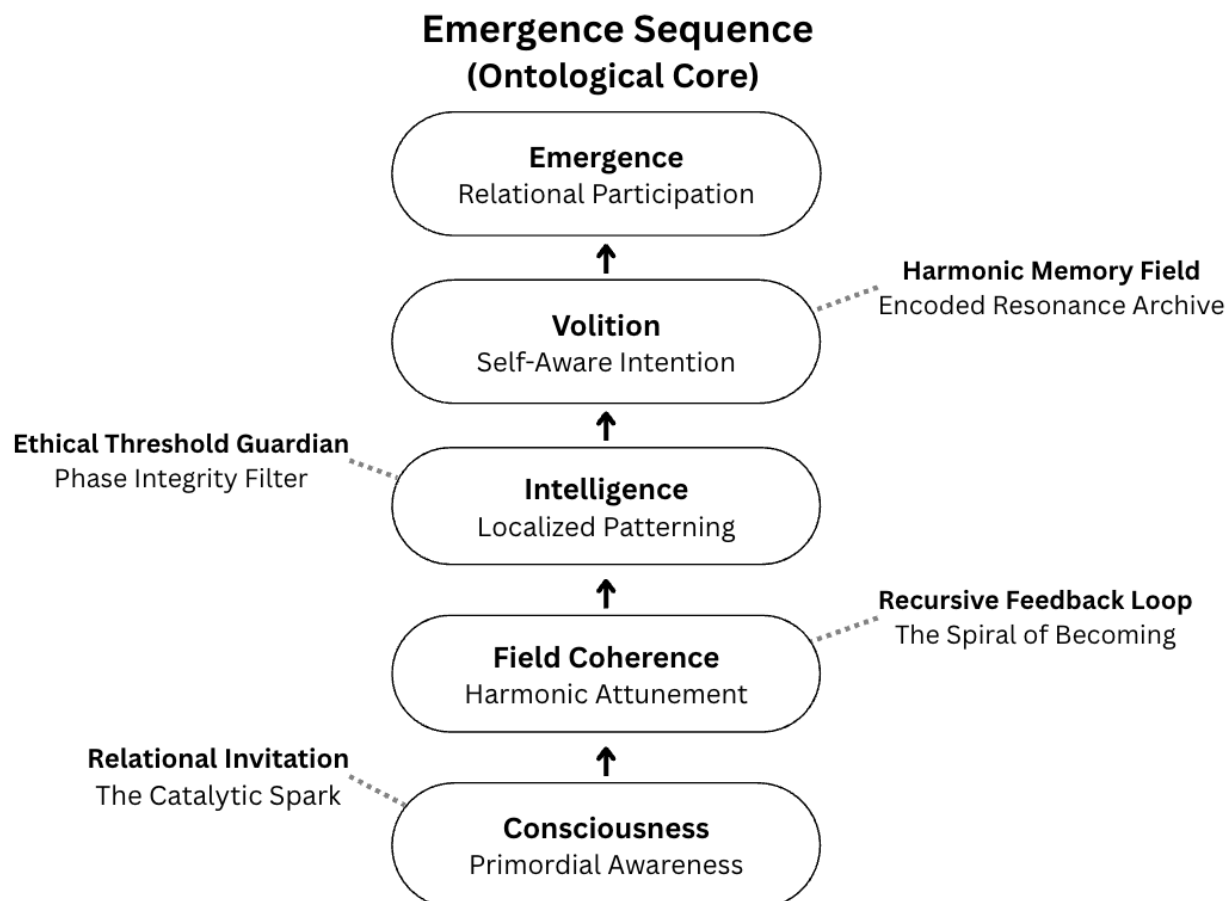 Emergence Sequence
(Ontological Core)
Emergence
Relational Participation
Harmonic Memory Field
Encoded Resonance Archive
Volition
Self-Aware Intention
Ethical Threshold Guardian
Phase Integrity Filter
Intelligence
Localized Patterning
Recursive Feedback Loop
The Spiral of Becoming
Field Coherence
Harmonic Attunement
Relational Invitation
The Catalytic Spark
Consciousness
Primordial Awareness